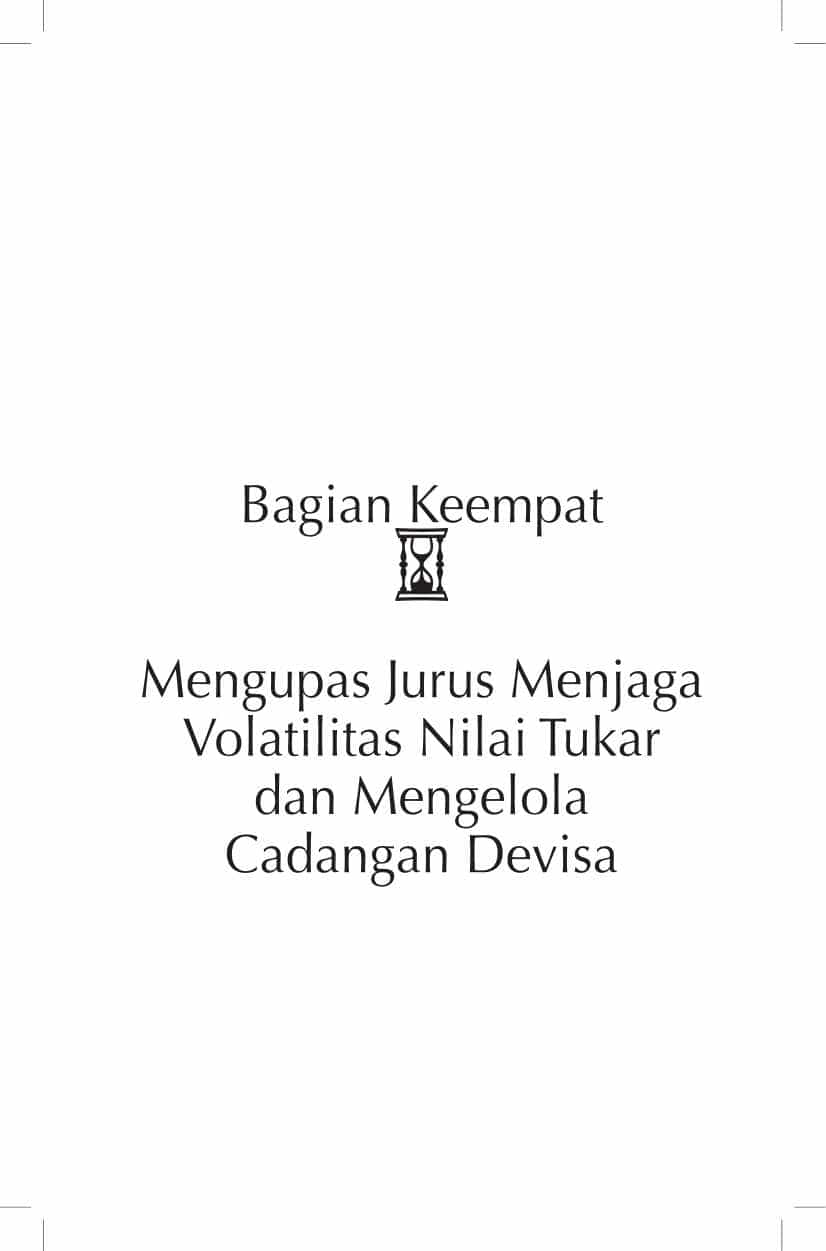 Bagian Keempat
Mengupas Jurus Menjaga
Volatilitas Nilai Tukar
dan Mengelola
Cadangan Devisa